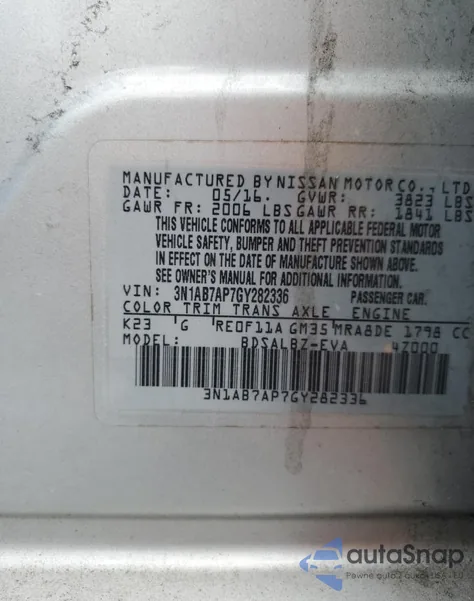 MANUFACTURED BY NISSAN MOTOR CO., LTD
DATE: 05/16. GVWR: 3823 LBS
GAWR FR: 2006 LBS GAWR RR: 1841 LBS
THIS VEHICLE CONFORMS TO ALL APPLICABLE FEDERAL MOTOR
VEHICLE SAFETY, BUMPER AND THEFT PREVENTION STANDARDS
IN EFFECT ON THE DATE OF MANUFACTURE SHOWN ABOVE.
SEE OWNER'S MANUAL FOR ADDITIONAL INFORMATION.
VIN: 3N1AB7AP7GY282336 PASSENGER CAR.
COLOR TRIM TRANS AXLE ENGINE
K23 G RE0F11A GM35 MRA8DE 1798 CC
MODEL: BDSALBZ-EVA 4Z000
3N1AB7AP7GY282336
autoSnap